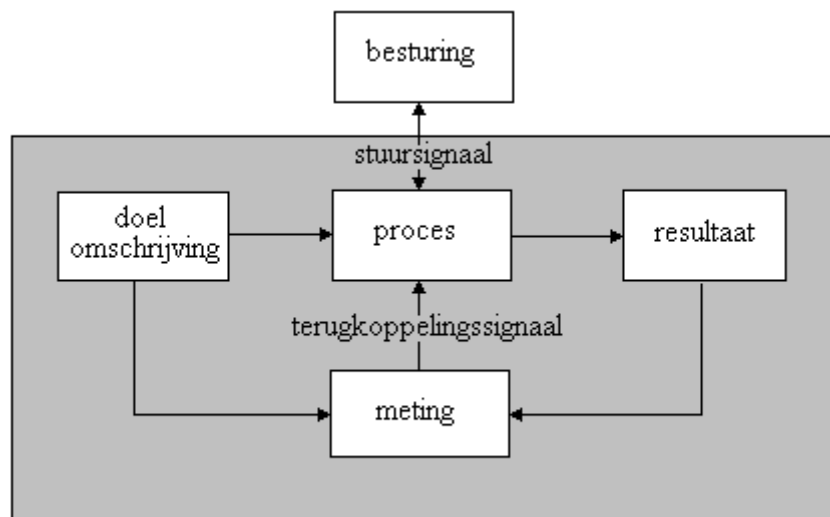 besturing
stuursignaal
doel
omschrijving
proces
resultaat
terugkoppelingssignaal
meting